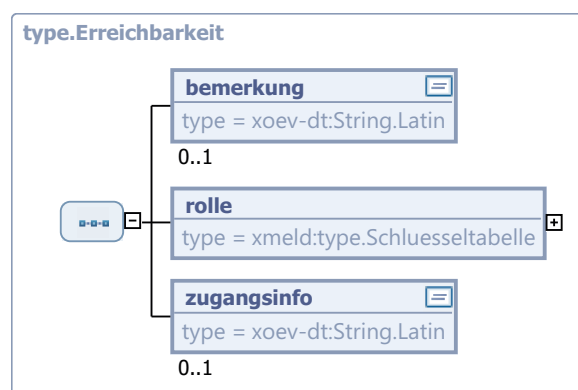 type.Erreichbarkeit
bemerkung
type = xoev-dt:String.Latin
0..1
rolle
type = xmeld:type.Schluesseltabelle
zugangsinfo
type = xoev-dt:String.Latin
0..1